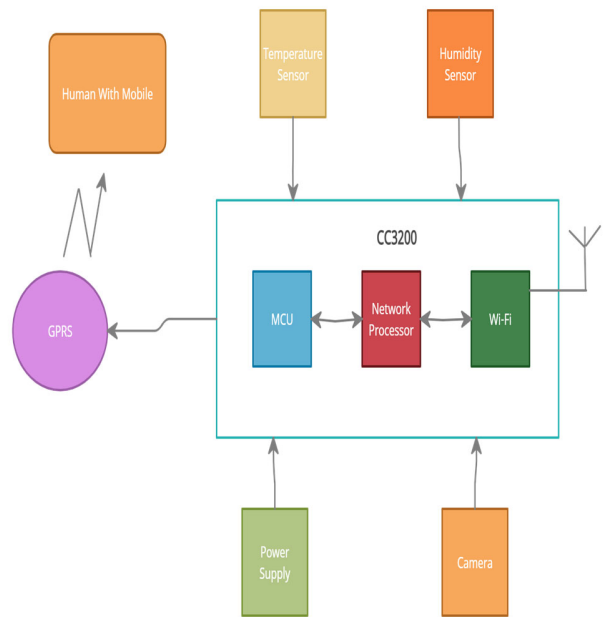 Temperature
Sensor
Humidity
Sensor
Human With Mobile
CC3200
MCU
Network
Processor
Wi-Fi
GPRS
Power
Supply
Camera